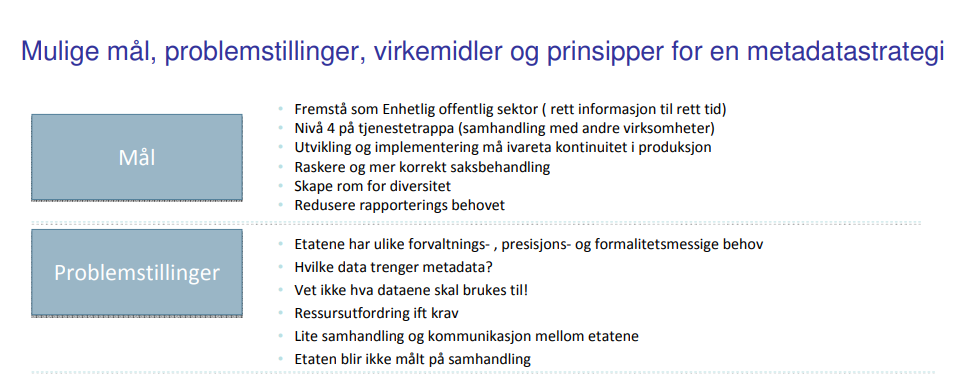 Mulige mål, problemstillinger, virkemidler og prinsipper for en metadatastrategi
Mål
• Fremstå som Enhetlig offentlig sektor ( rett informasjon til rett tid)
• Nivå 4 på tjenestetrappa (samhandling med andre virksomheter)
• Utvikling og implementering må ivareta kontinuitet i produksjon
• Raskere og mer korrekt saksbehandling
• Skape rom for diversitet
• Redusere rapporterings behovet
Problemstillinger
• Etatene har ulike forvaltnings- , presisjons- og formalitetsmessige behov
• Hvilke data trenger metadata?
• Vet ikke hva dataene skal brukes til!
• Ressursutfordring ift krav
• Lite samhandling og kommunikasjon mellom etatene
• Etaten blir ikke målt på samhandling